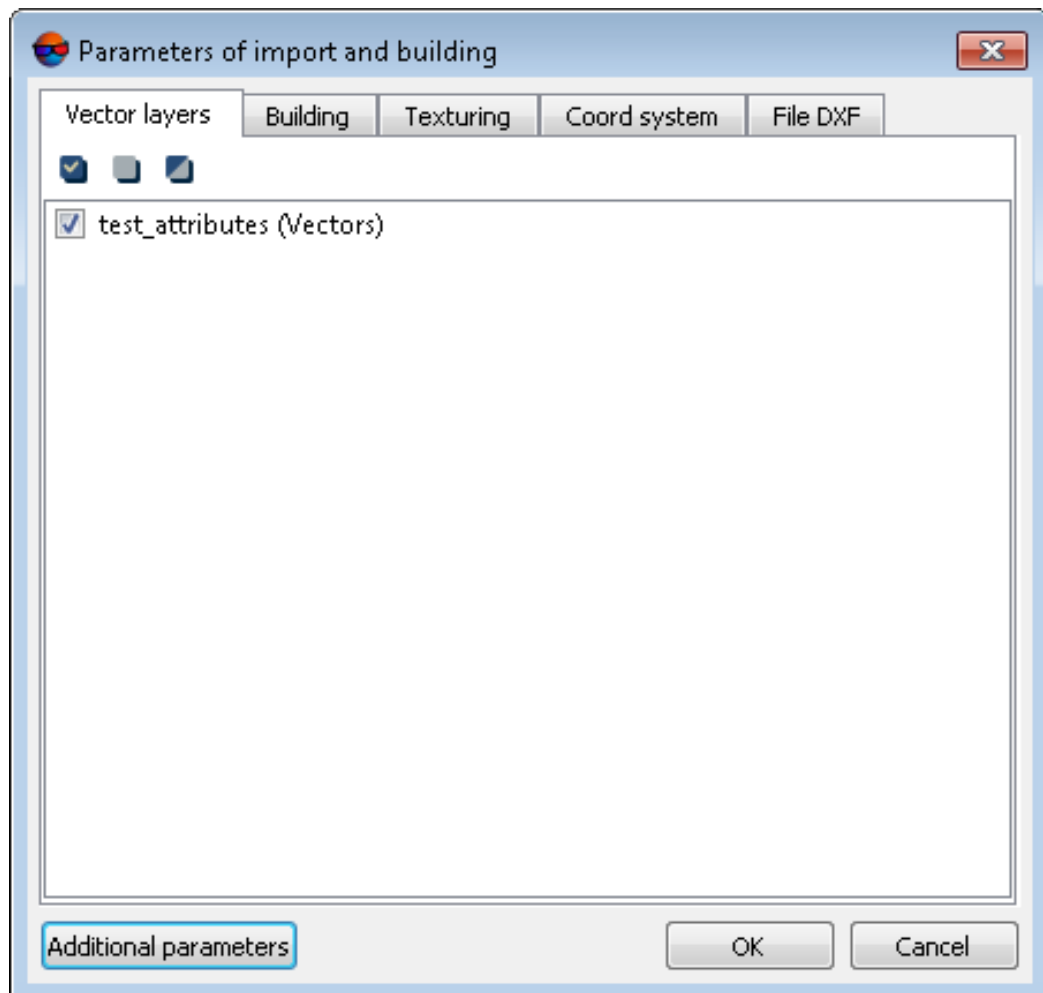 Parameters of import and building
Vector layers Building Texturing Coord system File DXF
test_attributes (Vectors)
Additional parameters OK Cancel